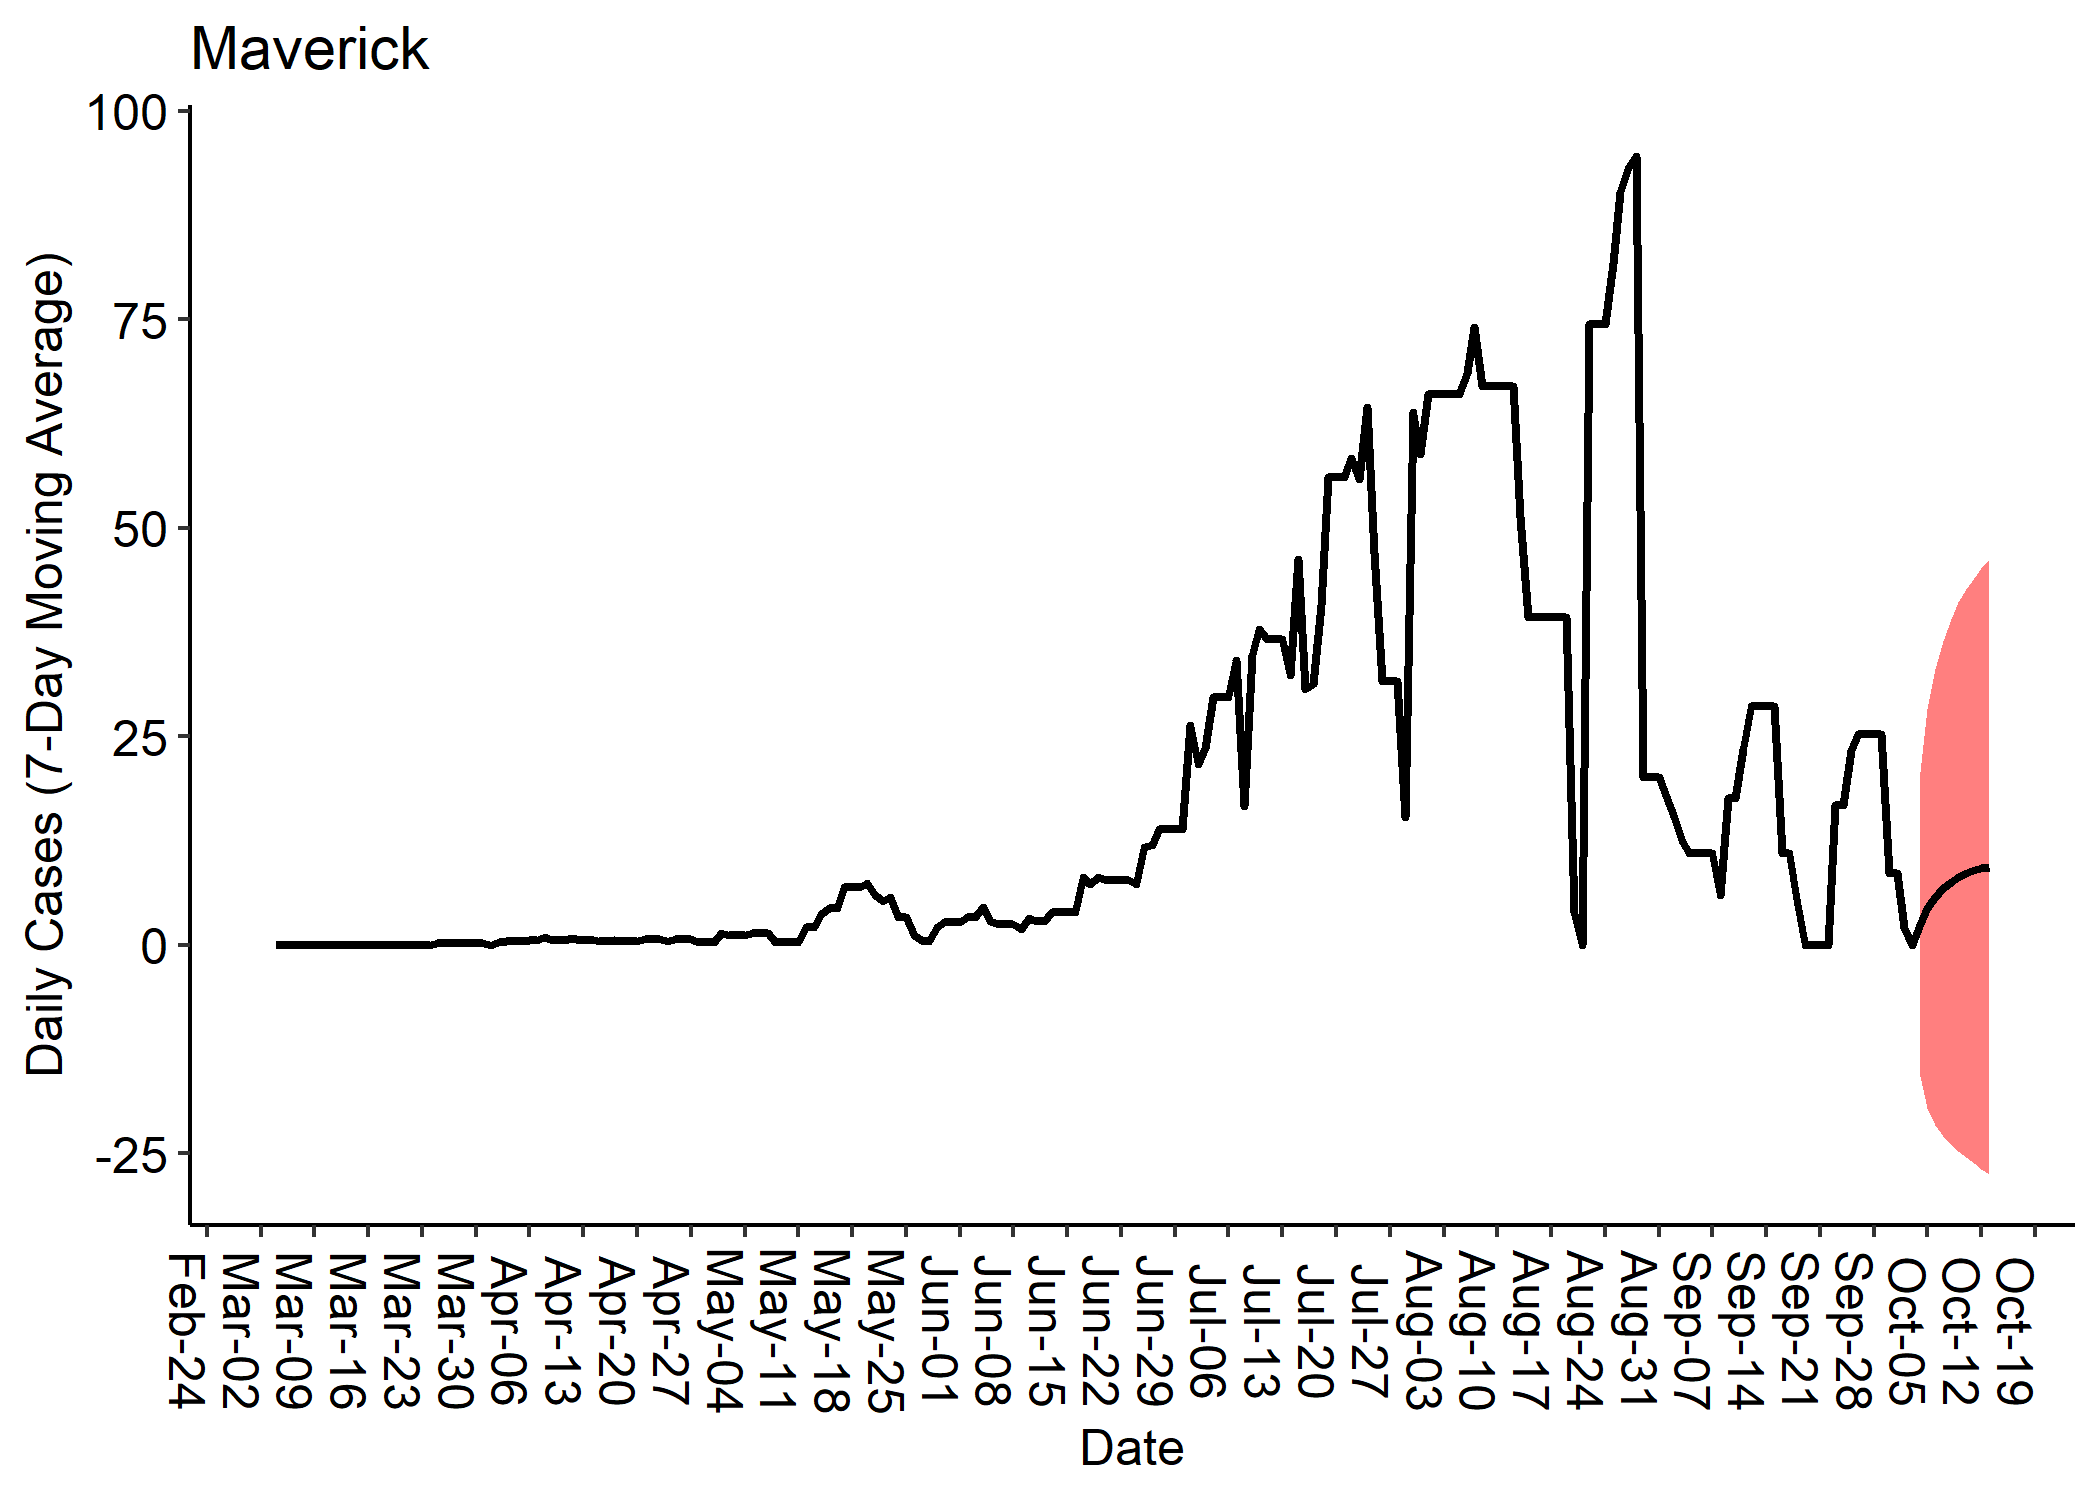 Maverick
Daily Cases (7-Day Moving Average)
100
75
50
25
0
-25
Feb-24
Mar-02
Mar-09
Mar-16
Mar-23
Mar-30
Apr-06
Apr-13
Apr-20
Apr-27
May-04
May-11
May-18
May-25
Jun-01
Jun-08
Jun-15
Jun-22
Jun-29
Jul-06
Jul-13
Jul-20
Jul-27
Aug-03
Aug-10
Aug-17
Aug-24
Aug-31
Sep-07
Sep-14
Sep-21
Sep-28
Oct-05
Oct-12
Oct-19
Date